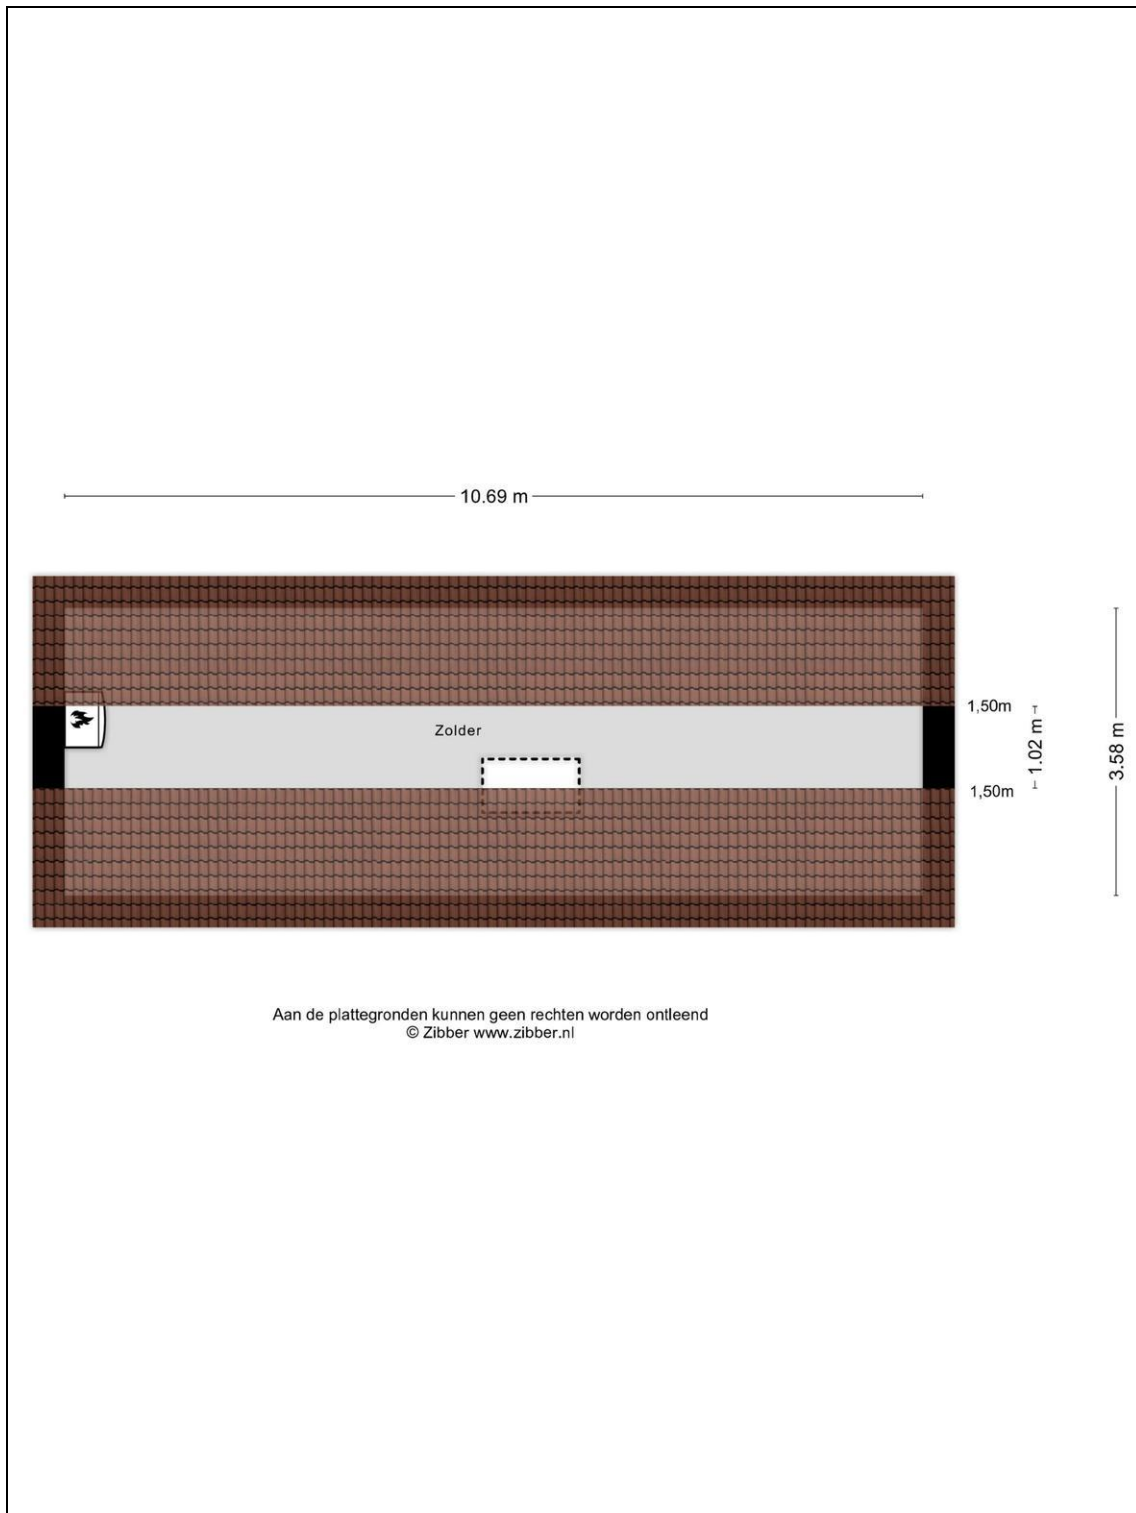 10.69 m
1,50m
Zolder
1.02 m
3.58 m
1,50m
Aan de plattegronden kunnen geen rechten worden ontleend
© Zibber www.zibber.nl